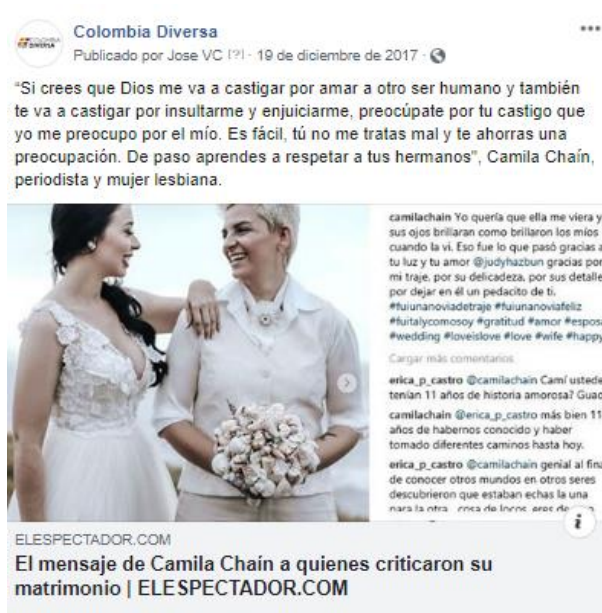 Colombia Diversa
Publicado por Jose VC [?] · 19 de diciembre de 2017 ·
“Si crees que Dios me va a castigar por amar a otro ser humano y también
te va a castigar por insultarme y enjuiciarme, preócupate por tu castigo que
yo me preocupo por el mío. Es fácil, tú no me tratas mal y te ahorras una
preocupación. De paso aprendes a respetar a tus hermanos”, Camila Chaín,
periodista y mujer lesbiana.
camilachain Yo quería que ella me viera y
sus ojos brillaran como brillaron los míos
cuando la vi. Eso fue lo que pasó gracias a
tu luz y tu amor @judyhazbun gracias por
mi traje, por su delicadeza, por sus detalle
por dejar en él un pedacito de ti.
#fuiunanoviadetraje #fuiunanoviafeliz
#fuitalycomosoy #gratitud #amor #espos
#wedding #loveislove #love #wife #happy
Cargar más comentarios
erica_p_castro @camilachain Camí ustede
tenían 11 años de historia amorosa? Guac
camilachain @erica_p_castro más bien 11
años de habernos conocido y haber
tomado diferentes caminos hasta hoy.
erica_p_castro @camilachain genial al fina
de conocer otros mundos en otros seres
descubrieron que estaban echas la una
para la otra cosa de locos eres de
ELESPECTADOR.COM
El mensaje de Camila Chaín a quienes criticaron su
matrimonio | ELESPECTADOR.COM